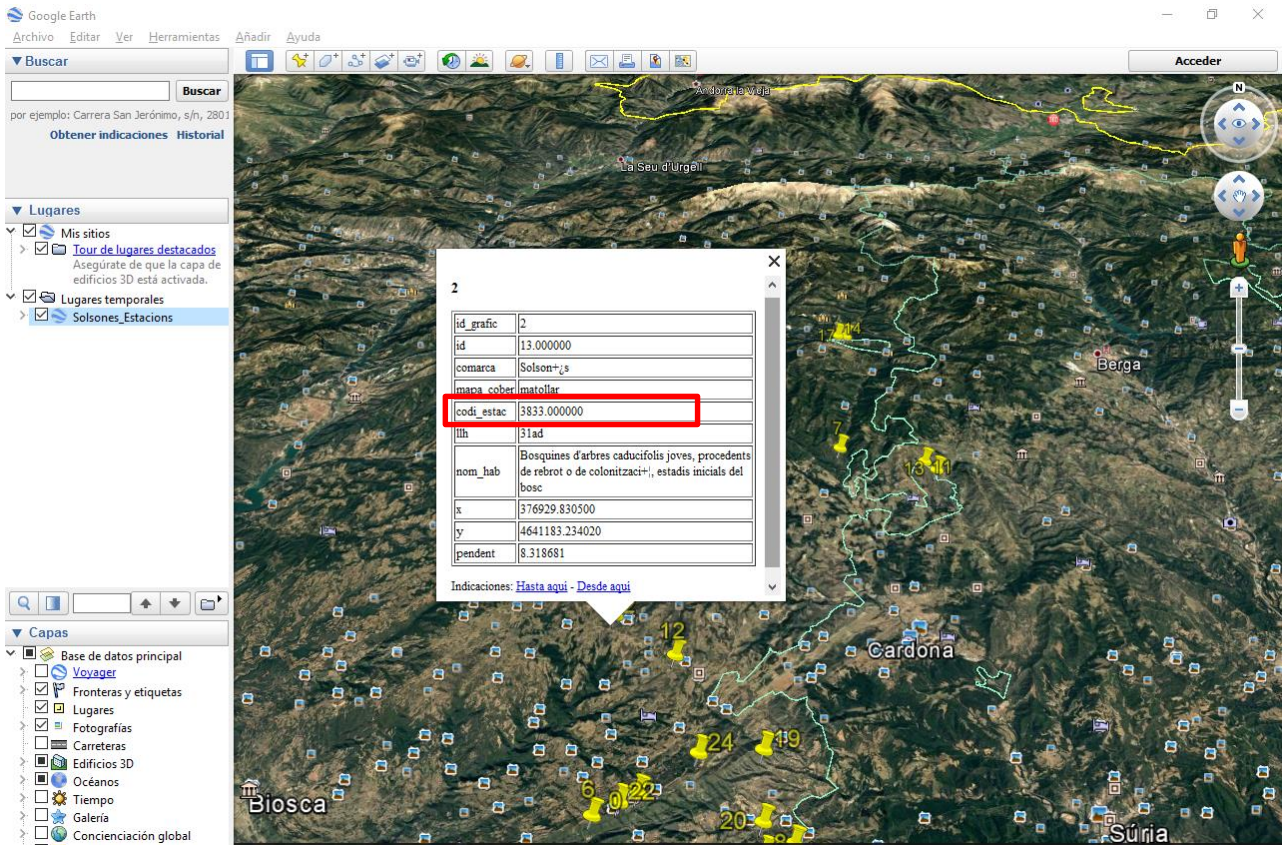 Google Earth
Archivo Editar Ver Herramientas Añadir Ayuda
▼ Buscar
Acceder
Buscar
por ejemplo: Carrera San Jerónimo, s/n, 2801
Obtener indicaciones Historial
▼ Lugares
Mis sitios
Tour de lugares destacados
Asegúrate de que la capa de
edificios 3D está activada.
Lugares temporales
Solsones_Estacions
▼ Capas
Base de datos principal
Voyager
Fronteras y etiquetas
Lugares
Fotografías
Carreteras
Edificios 3D
Océanos
Tiempo
Galería
Concienciación global
N
Andorra la Vieja
La Seu d'Urgell
2
id_grafic 2
id 13.000000
comarca Solson+¿s
mapa_cober matollar
codi_estac 3833.000000
llh 31ad
nom_hab Bosquines d'arbres caducifolis joves, procedents
de rebrot o de colonitzaci+¦, estadis inicials del
bosc
x 376929.830500
y 4641183.234020
pendent 8.318681
Indicaciones: Hasta aquí - Desde aquí
14
Berga
7
13 11
12
Cardona
24 19
6 0 22
Biosca
20
Súria